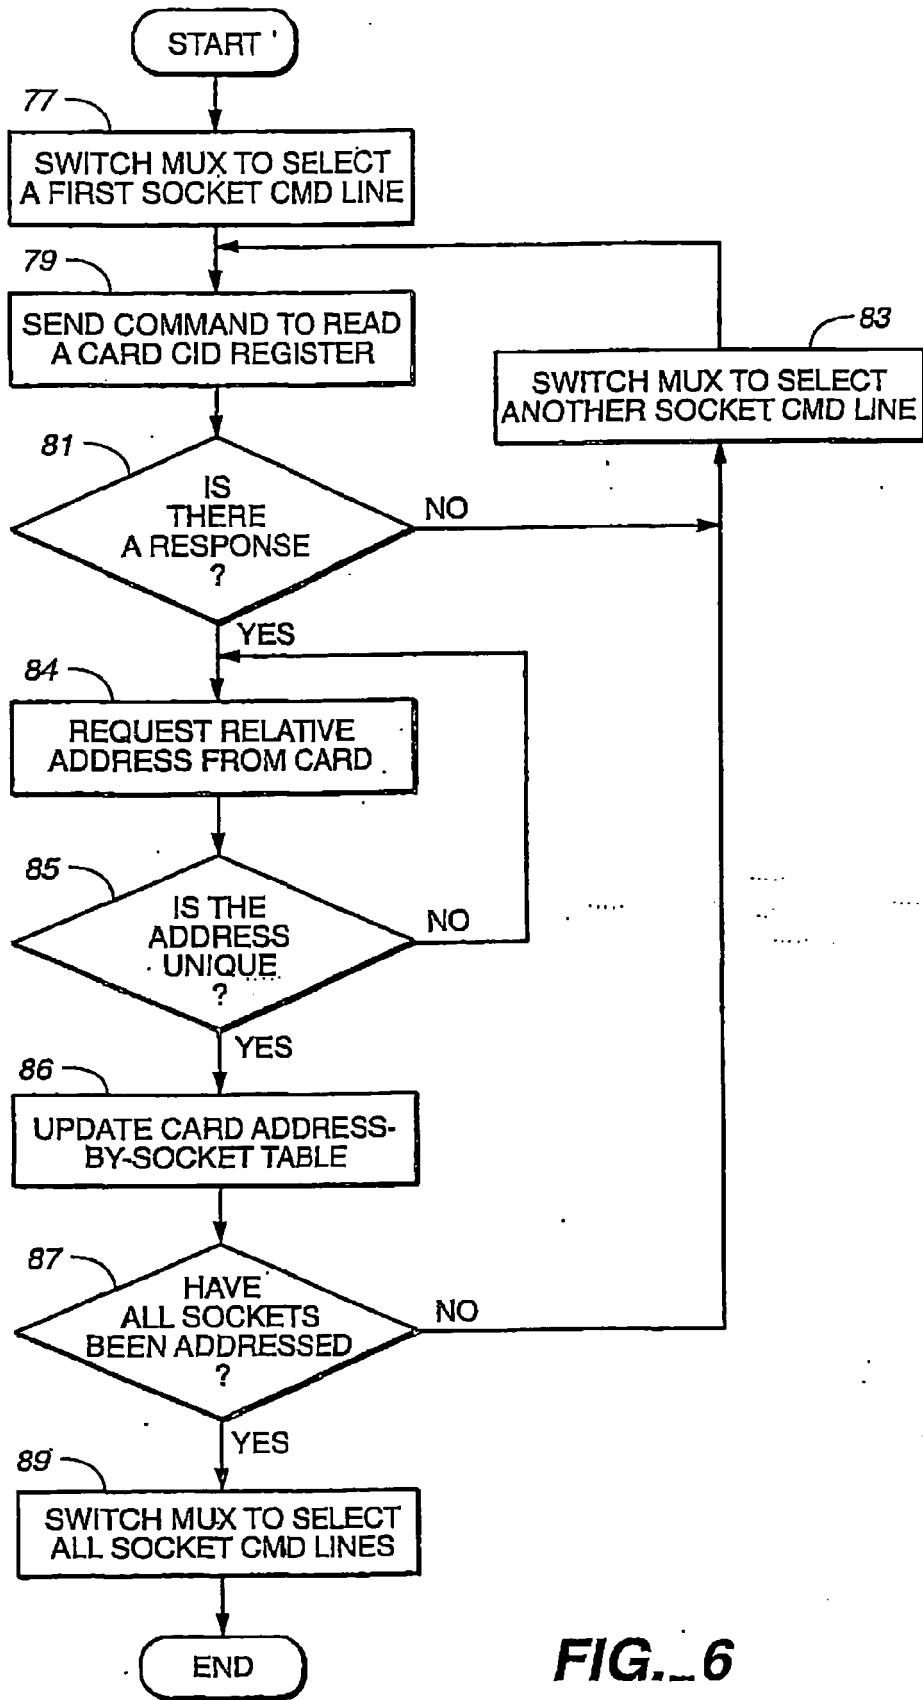 START
77
SWITCH MUX TO SELECT
A FIRST SOCKET CMD LINE
79
SEND COMMAND TO READ
A CARD CID REGISTER
83
SWITCH MUX TO SELECT
ANOTHER SOCKET CMD LINE
81
IS
THERE
A RESPONSE
?
NO
YES
84
REQUEST RELATIVE
ADDRESS FROM CARD
85
IS THE
ADDRESS
UNIQUE
?
NO
YES
86
UPDATE CARD ADDRESS-
BY-SOCKET TABLE
87
HAVE
ALL SOCKETS
BEEN ADDRESSED
?
NO
YES
89
SWITCH MUX TO SELECT
ALL SOCKET CMD LINES
END
FIG._6